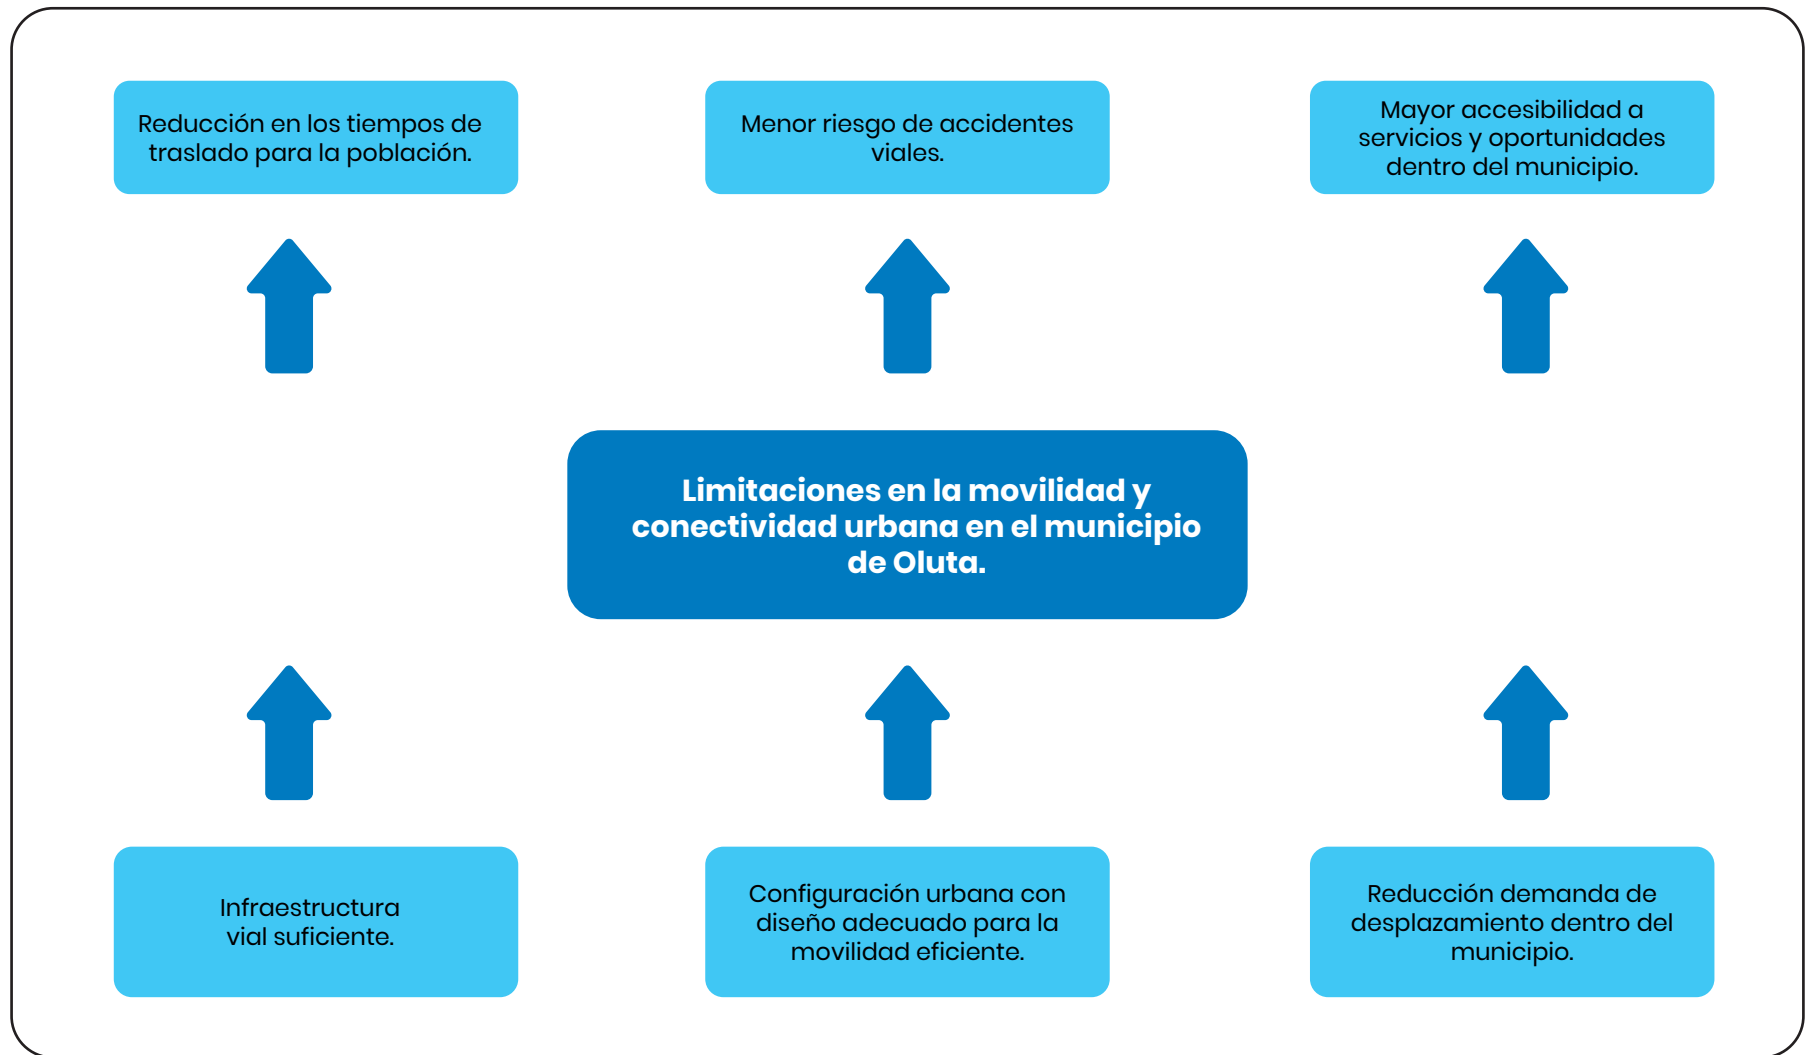 Reducción en los tiempos de
traslado para la población.
Menor riesgo de accidentes
viales.
Mayor accesibilidad a
servicios y oportunidades
dentro del municipio.
Limitaciones en la movilidad y
conectividad urbana en el municipio
de Oluta.
Infraestructura
vial suficiente.
Configuración urbana con
diseño adecuado para la
movilidad eficiente.
Reducción demanda de
desplazamiento dentro del
municipio.